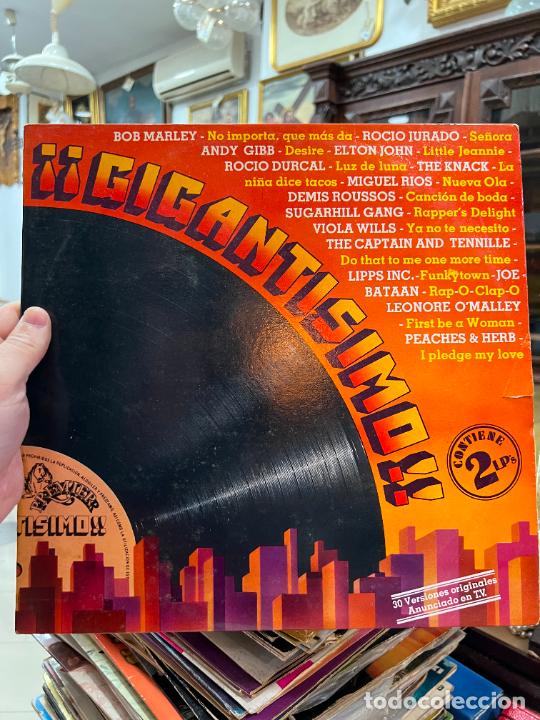 BOB MARLEY - No importa, que más da - ROCIO JURADO - Señora
ANDY GIBB - Desire - ELTON JOHN - Little Jeannie -
ROCIO DURCAL - Luz de luna - THE KNACK - La
niña dice tacos - MIGUEL RIOS - Nueva Ola -
DEMIS ROUSSOS - Canción de boda -
SUGARHILL GANG - Rapper's Delight
VIOLA WILLS - Ya no te necesito -
THE CAPTAIN AND TENNILLE -
Do that to me one more time -
LIPPS INC. - Funkytown - JOE
BATAAN - Rap-O-Clap-O
LEONORE O'MALLEY
- First be a Woman -
PEACHES & HERB -
I pledge my love
¡¡GIGANTISIMO!!
CONTIENE
2 LP's
PREMIER
TISIMO!!
30 Versiones originales
Anunciado en TV.
todocoleccion